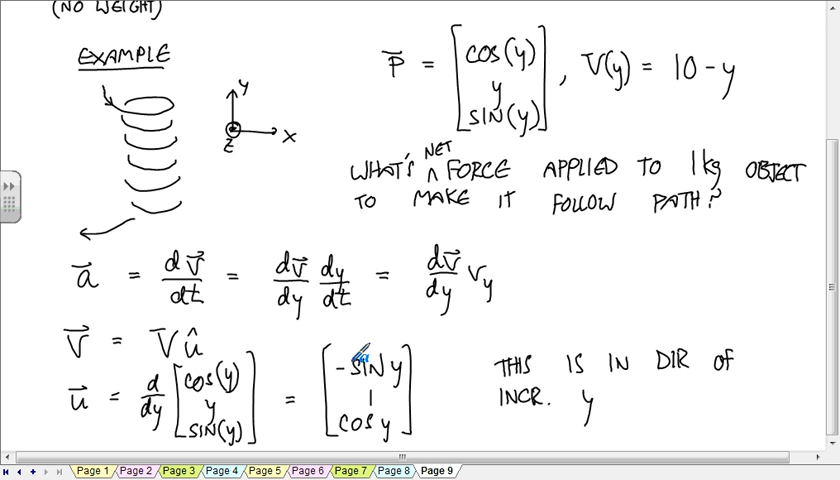 (NO WEIGHT)
EXAMPLE
P⃗ = [cos(y) y SIN(y)] , V(y) = 10 - y
Y
X
Z
WHAT'S NET FORCE APPLIED TO 1kg OBJECT
TO MAKE IT FOLLOW PATH?
a⃗ = dv⃗/dt = dv⃗/dy dy/dt = dv⃗/dy Vy
V⃗ = Vû
u⃗ = d/dy [cos(y) y SIN(y)] = [-SIN y 1 cos y]
THIS IS IN DIR OF
INCR. y
Page 1 Page 2 Page 3 Page 4 Page 5 Page 6 Page 7 Page 8 Page 9